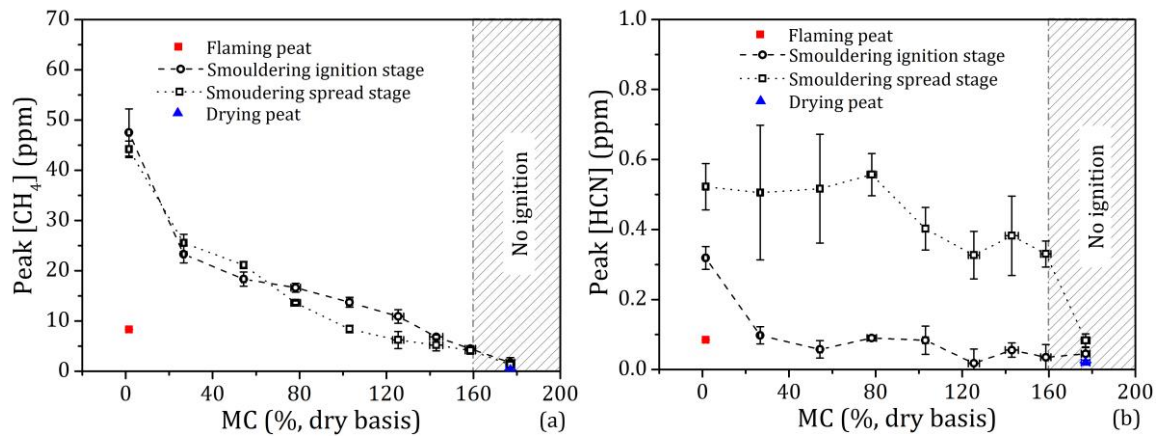 70
60
50
40
30
20
10
0
Peak [CH4] (ppm)
Flaming peat
Smouldering ignition stage
Smoudering spread stage
Drying peat
No ignition
0 40 80 120 160 200
MC (%, dry basis)
(a)
1.0
0.8
0.6
0.4
0.2
0.0
Peak [HCN] (ppm)
Flaming peat
Smouldering ignition stage
Smouldering spread stage
Drying peat
No ignition
0 40 80 120 160 200
MC (%, dry basis)
(b)